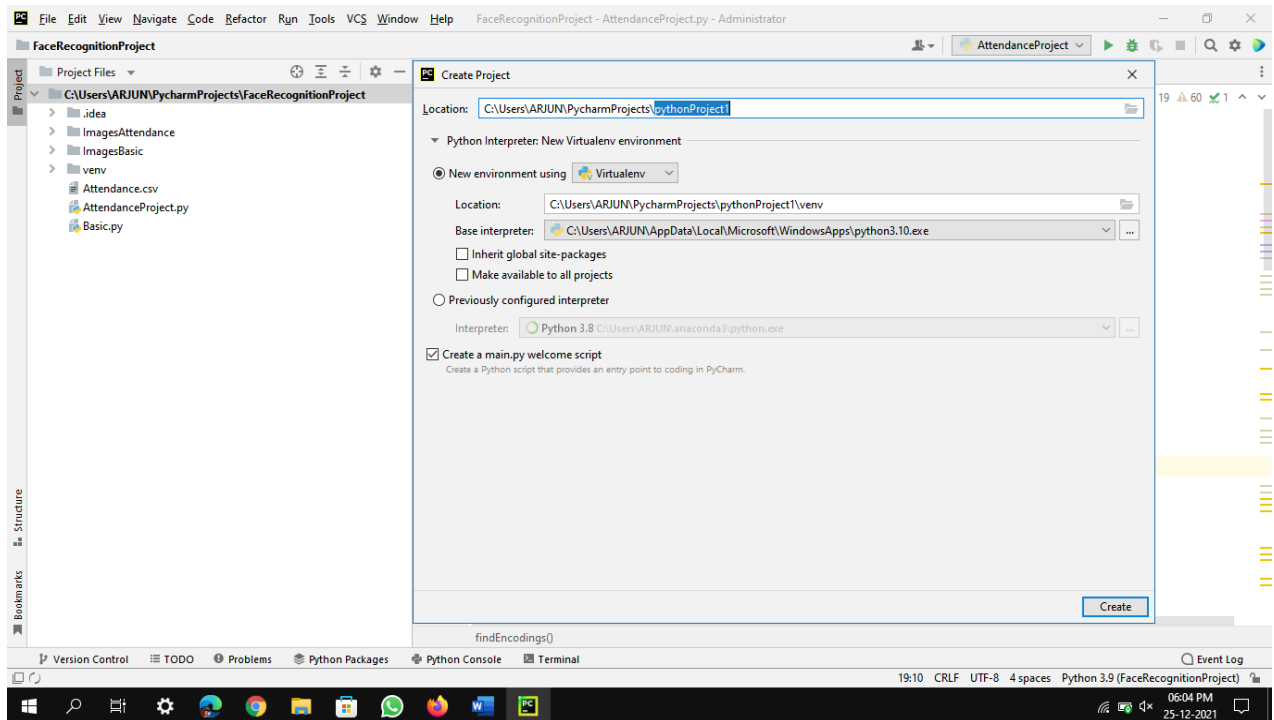 PC File Edit View Navigate Code Refactor Run Tools VCS Window Help FaceRecognitionProject - AttendanceProject.py - Administrator
FaceRecognitionProject AttendanceProject
Project Files
Project
C:\Users\ARJUN\PycharmProjects\FaceRecognitionProject
.idea
ImagesAttendance
ImagesBasic
venv
Attendance.csv
AttendanceProject.py
Basic.py
PC Create Project
Location: C:\Users\ARJUN\PycharmProjects\pythonProject1
Python Interpreter: New Virtualenv environment
New environment using Virtualenv
Location: C:\Users\ARJUN\PycharmProjects\pythonProject1\venv
Base interpreter: C:\Users\ARJUN\AppData\Local\Microsoft\WindowsApps\python3.10.exe ...
Inherit global site-packages
Make available to all projects
Previously configured interpreter
Interpreter: Python 3.8 C:\Users\ARJUN\anaconda3\python.exe ...
Create a main.py welcome script
Create a Python script that provides an entry point to coding in PyCharm.
Create
19 60 1
Structure
Bookmarks
findEncodings()
Version Control TODO Problems Python Packages Python Console Terminal Event Log
19:10 CRLF UTF-8 4 spaces Python 3.9 (FaceRecognitionProject)
W PC 06:04 PM
25-12-2021